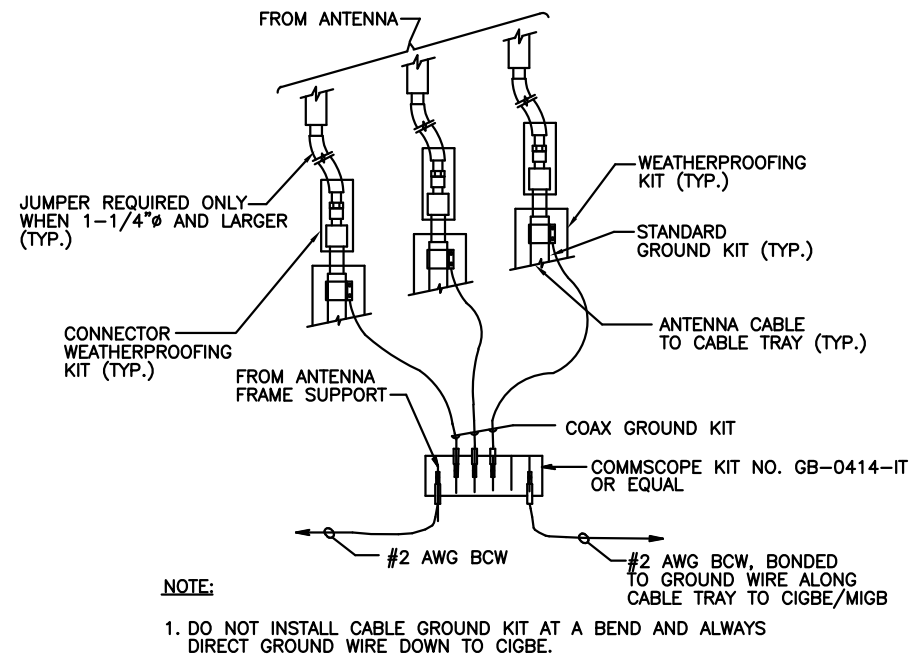 FROM ANTENNA
JUMPER REQUIRED ONLY
WHEN 1-1/4"ø AND LARGER
(TYP.)
WEATHERPROOFING
KIT (TYP.)
STANDARD
GROUND KIT (TYP.)
CONNECTOR
WEATHERPROOFING
KIT (TYP.)
ANTENNA CABLE
TO CABLE TRAY (TYP.)
FROM ANTENNA
FRAME SUPPORT
COAX GROUND KIT
COMMSCOPE KIT NO. GB-0414-IT
OR EQUAL
#2 AWG BCW
#2 AWG BCW, BONDED
TO GROUND WIRE ALONG
CABLE TRAY TO CIGBE/MIGB
NOTE:
1. DO NOT INSTALL CABLE GROUND KIT AT A BEND AND ALWAYS
DIRECT GROUND WIRE DOWN TO CIGBE.